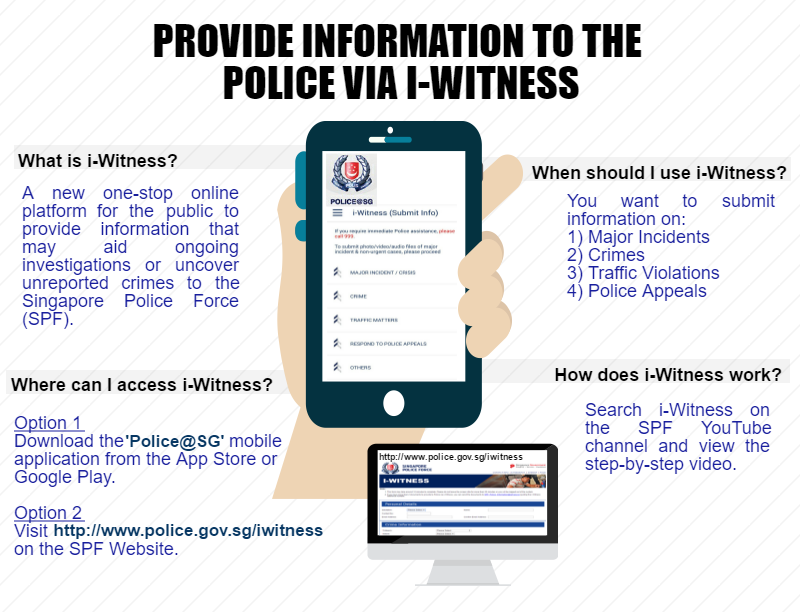 PROVIDE INFORMATION TO THE
POLICE VIA I-WITNESS
What is i-Witness?
A new one-stop online
platform for the public to
provide information that
may aid ongoing
investigations or uncover
unreported crimes to the
Singapore Police Force
(SPF).
POLICE@SG
i-Witness (Submit Info)
If you require immediate Police assistance, please
call 999.
To submit photo/video/audio files of major
incident & non-urgent cases, please proceed
MAJOR INCIDENT / CRISIS
CRIME
TRAFFIC MATTERS
RESPOND TO POLICE APPEALS
OTHERS
When should I use i-Witness?
You want to submit
information on:
1) Major Incidents
2) Crimes
3) Traffic Violations
4) Police Appeals
Where can I access i-Witness?
Option 1
Download the 'Police@SG' mobile
application from the App Store or
Google Play.
Option 2
Visit http://www.police.gov.sg/iwitness
on the SPF Website.
How does i-Witness work?
Search i-Witness on
the SPF YouTube
channel and view the
step-by-step video.
http://www.police.gov.sg/iwitness
SINGAPORE
POLICE FORCE
I-WITNESS